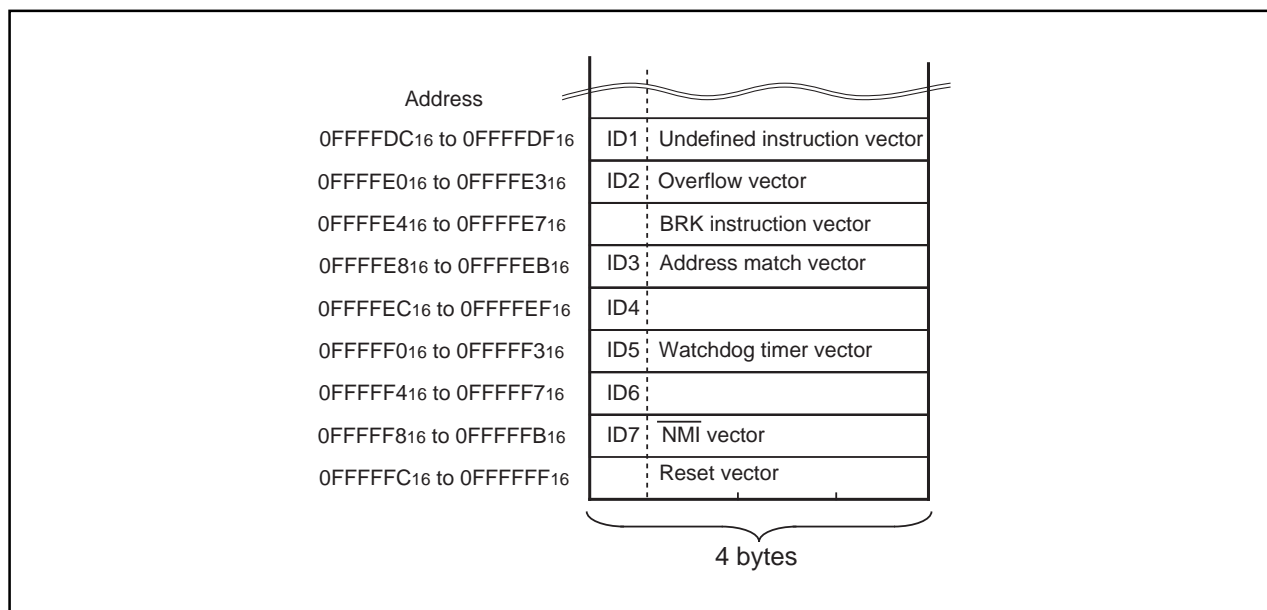 Address
0FFFFDC16 to 0FFFFDF16 ID1 Undefined instruction vector
0FFFFE016 to 0FFFFE316 ID2 Overflow vector
0FFFFE416 to 0FFFFE716 BRK instruction vector
0FFFFE816 to 0FFFFEB16 ID3 Address match vector
0FFFFEC16 to 0FFFFEF16 ID4
0FFFFF016 to 0FFFFF316 ID5 Watchdog timer vector
0FFFFF416 to 0FFFFF716 ID6
0FFFFF816 to 0FFFFFB16 ID7 NMI vector
0FFFFFC16 to 0FFFFFF16 Reset vector
4 bytes